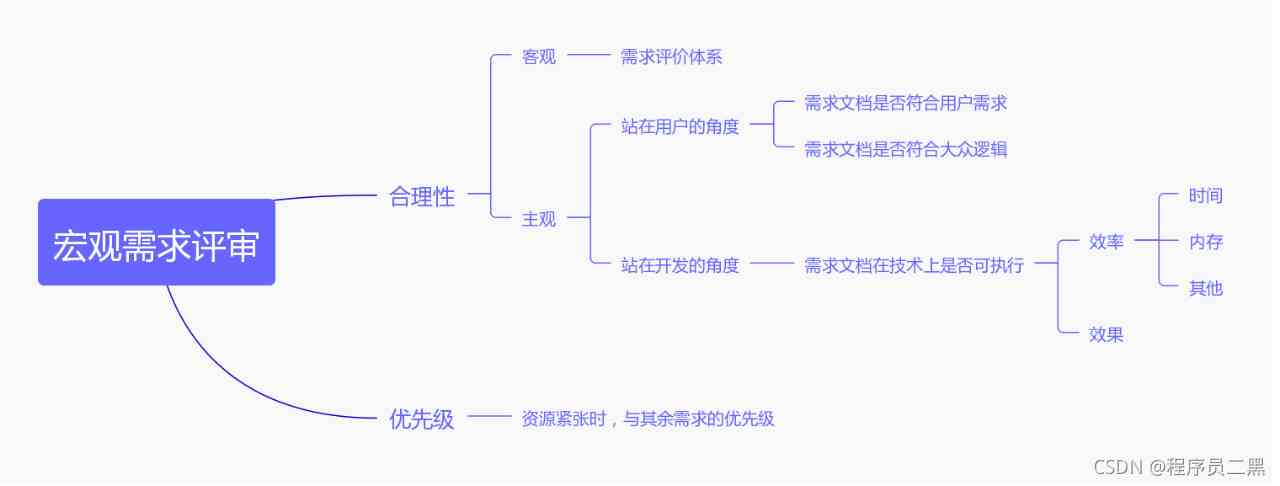 宏观需求评审
合理性
客观
需求评价体系
主观
站在用户的角度
需求文档是否符合用户需求
需求文档是否符合大众逻辑
站在开发的角度
需求文档在技术上是否可执行
效率
时间
内存
其他
效果
优先级
资源紧张时，与其余需求的优先级
CSDN @程序员二黑